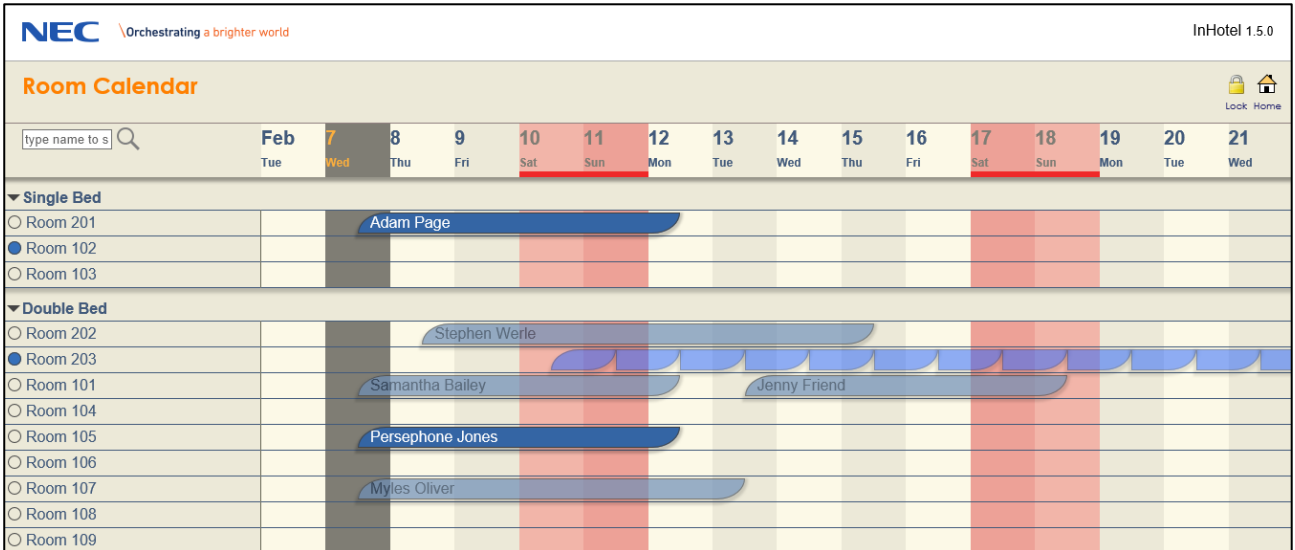 NEC \Orchestrating a brighter world
InHotel 1.5.0
Room Calendar
Lock Home
type name to s
Feb 7 8 9 10 11 12 13 14 15 16 17 18 19 20 21
Tue Wed Thu Fri Sat Sun Mon Tue Wed Thu Fri Sat Sun Mon Tue Wed
Single Bed
Room 201 Adam Page
Room 102
Room 103
Double Bed
Room 202 Stephen Werle
Room 203
Room 101 Samantha Bailey Jenny Friend
Room 104
Room 105 Persephone Jones
Room 106
Room 107 Myles Oliver
Room 108
Room 109